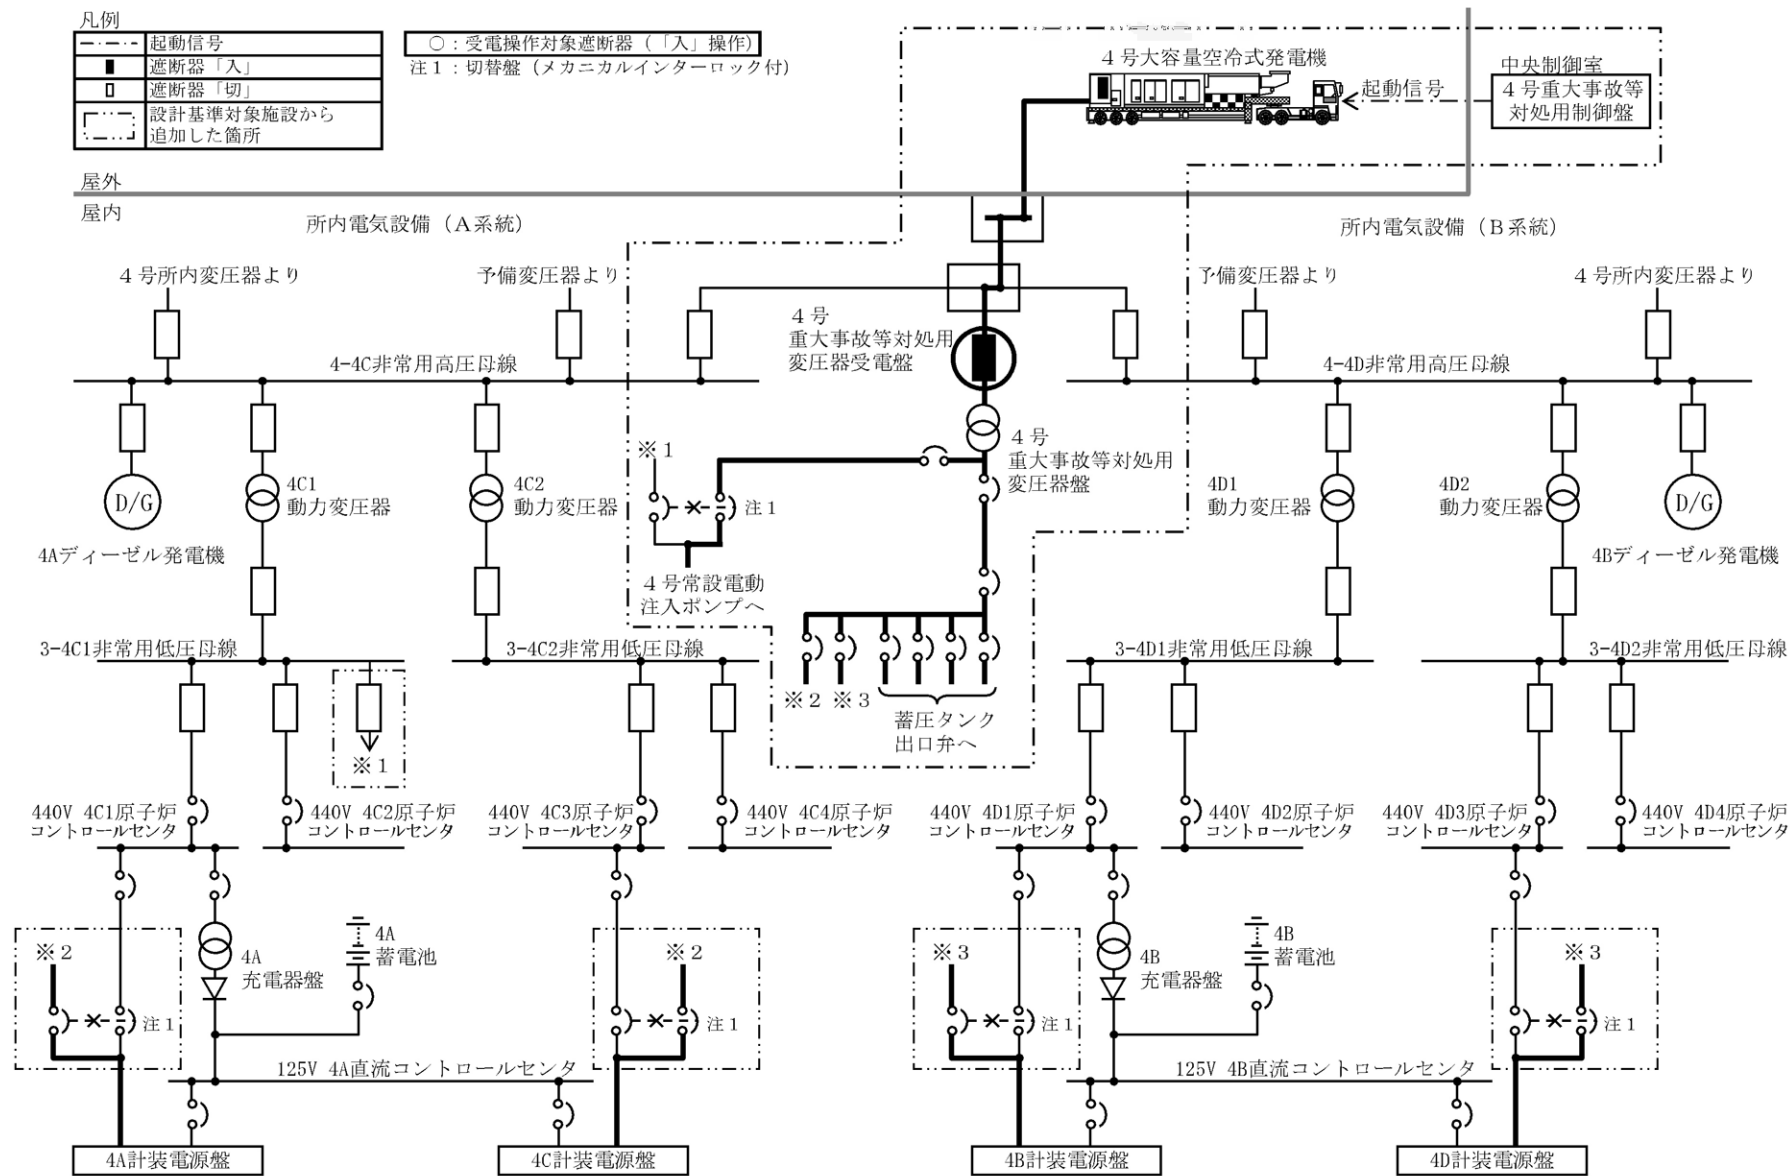 凡例
起動信号
遮断器「入」
遮断器「切」
設計基準対象施設から
追加した箇所
○：受電操作対象遮断器（「入」操作）
注１：切替盤（メカニカルインターロック付）
４号大容量空冷式発電機
起動信号
中央制御室
４号重大事故等
対処用制御盤
屋外
屋内
所内電気設備（Ａ系統）
所内電気設備（Ｂ系統）
４号所内変圧器より
予備変圧器より
予備変圧器より
４号所内変圧器より
４号
重大事故等対処用
変圧器受電盤
4-4C非常用高圧母線
4-4D非常用高圧母線
４号
重大事故等対処用
変圧器盤
※１
注１
D/G
4C1
動力変圧器
4C2
動力変圧器
4D1
動力変圧器
4D2
動力変圧器
D/G
4Aディーゼル発電機
4Bディーゼル発電機
４号常設電動
注入ポンプへ
3-4C1非常用低圧母線
3-4C2非常用低圧母線
3-4D1非常用低圧母線
3-4D2非常用低圧母線
※２
※３
蓄圧タンク
出口弁へ
※１
440V 4C1原子炉
コントロールセンタ
440V 4C2原子炉
コントロールセンタ
440V 4C3原子炉
コントロールセンタ
440V 4C4原子炉
コントロールセンタ
440V 4D1原子炉
コントロールセンタ
440V 4D2原子炉
コントロールセンタ
440V 4D3原子炉
コントロールセンタ
440V 4D4原子炉
コントロールセンタ
※２
4A
充電器盤
4A
蓄電池
※２
※３
4B
充電器盤
4B
蓄電池
※３
注１
注１
注１
注１
125V 4A直流コントロールセンタ
125V 4B直流コントロールセンタ
4A計装電源盤
4C計装電源盤
4B計装電源盤
4D計装電源盤